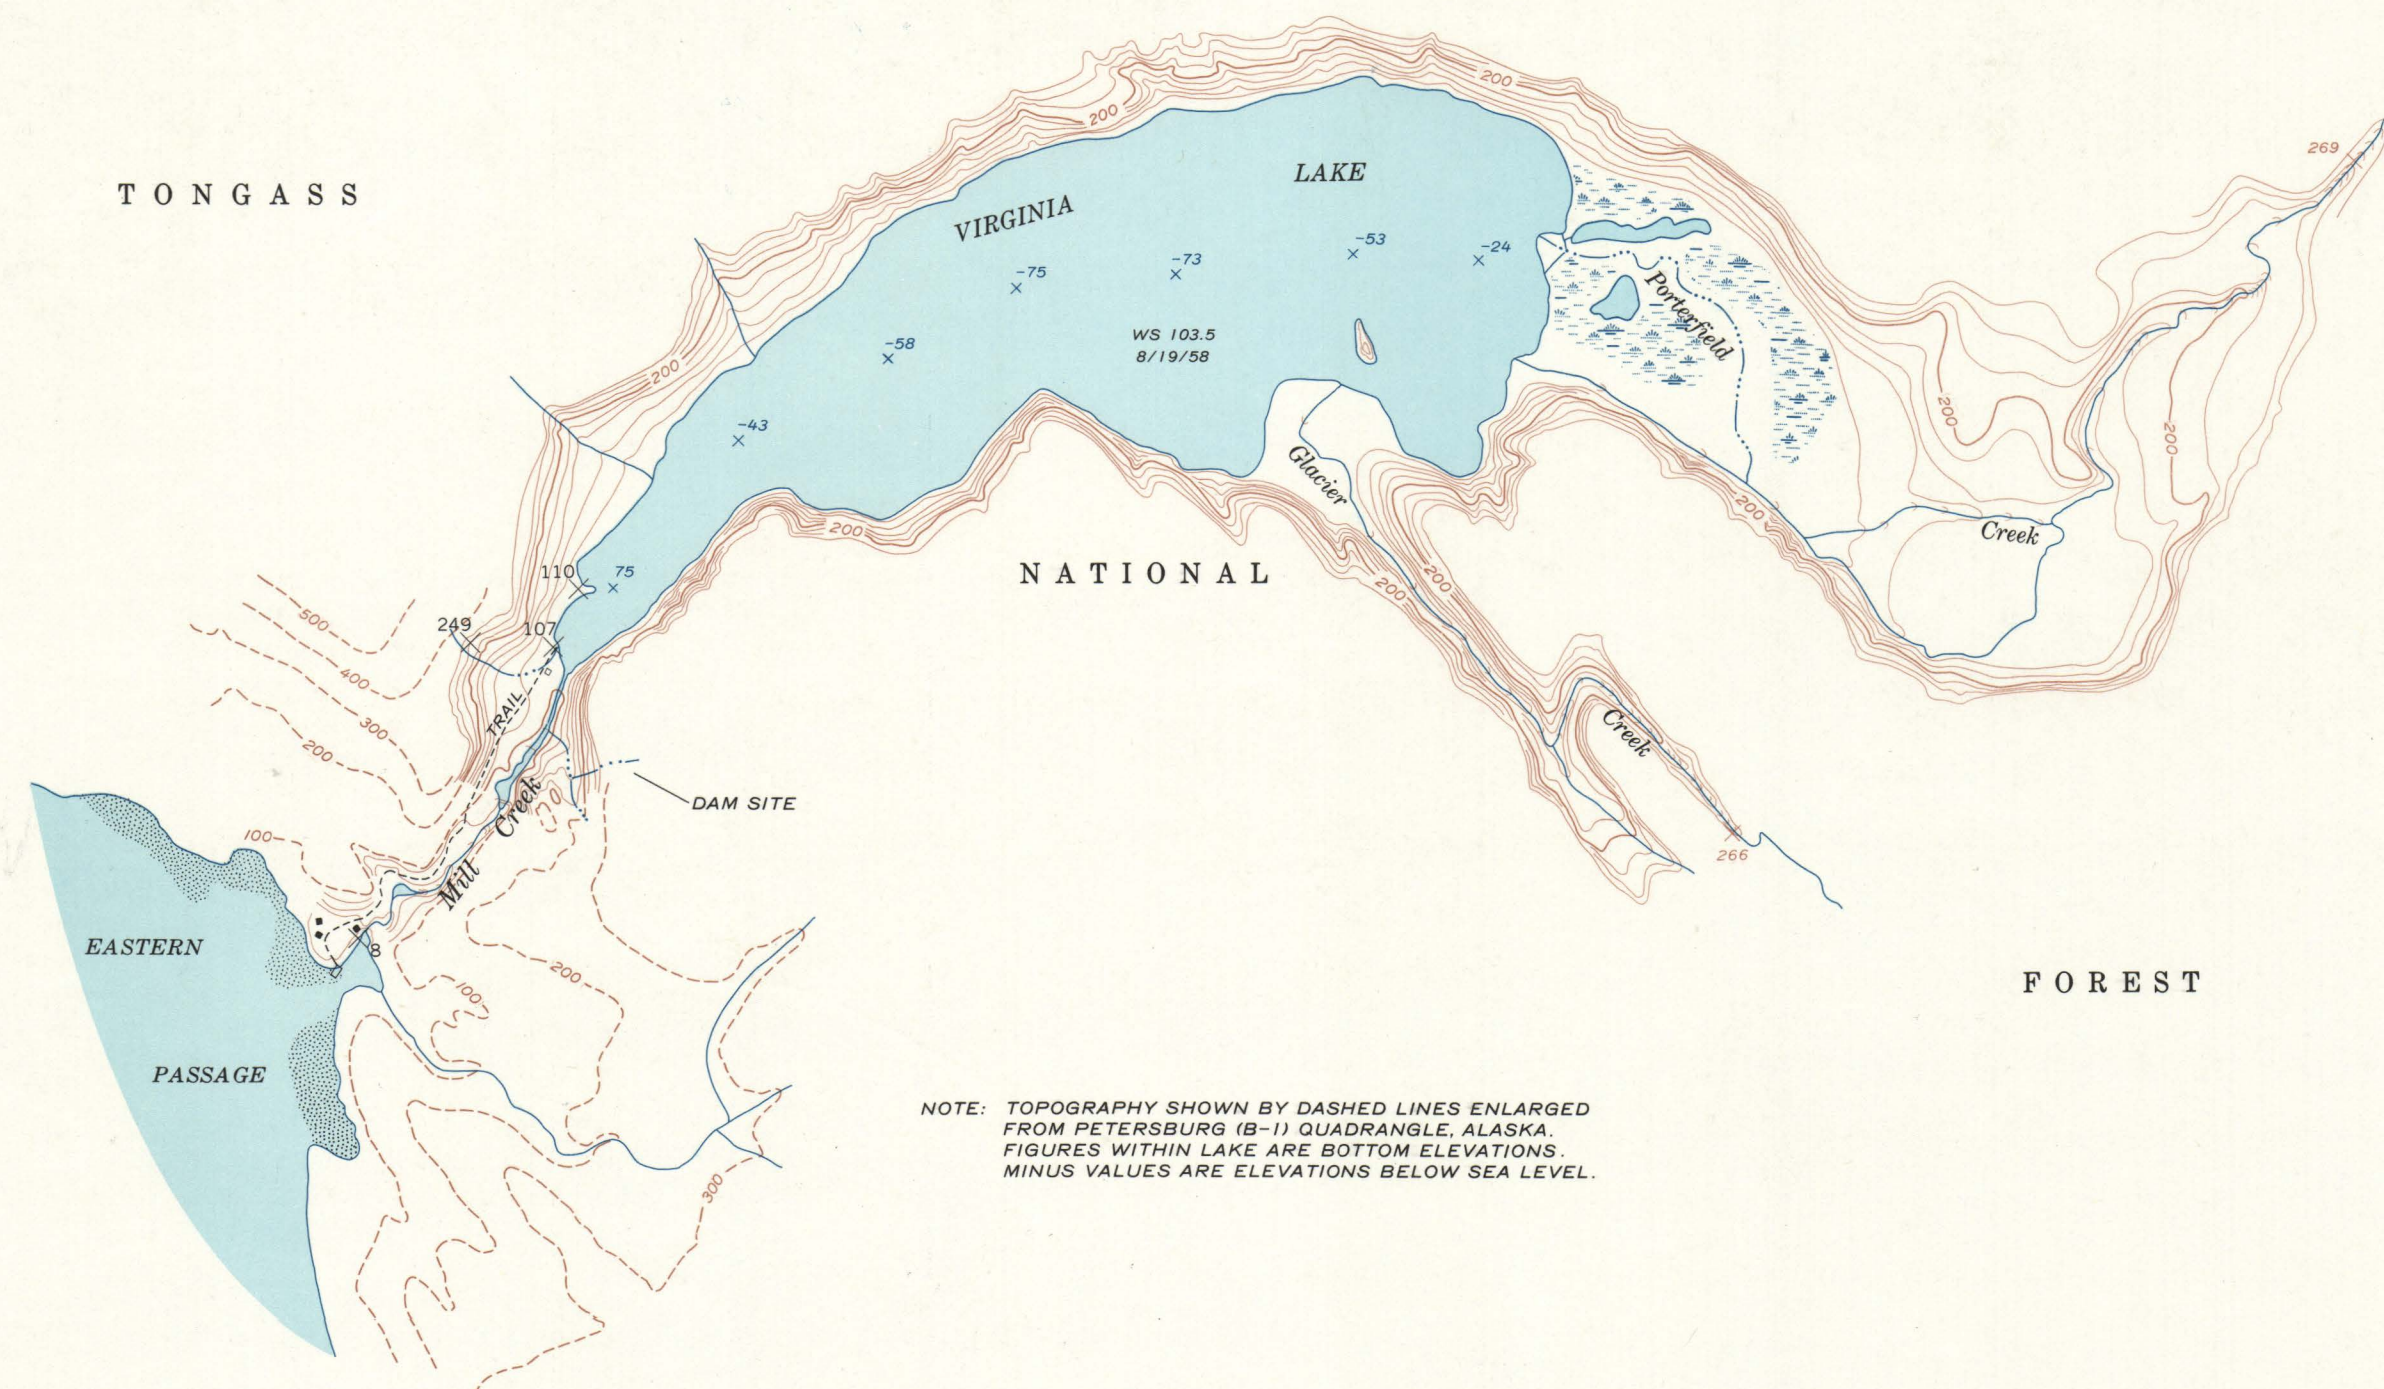 200
200
269
LAKE
TONGASS
VIRGINIA
-53
-24
-75
-73
Porterfield
WS 103.5
8/19/58
-58
200
200
-43
200
Glacier
200
200
Creek
NATIONAL
110
75
200
200
500
249
107
400
TRAIL
300
200
Creek
DAM SITE
Creek
100
266
Mill
EASTERN
8
200
100
FOREST
PASSAGE
NOTE: TOPOGRAPHY SHOWN BY DASHED LINES ENLARGED
FROM PETERSBURG (B-1) QUADRANGLE, ALASKA.
FIGURES WITHIN LAKE ARE BOTTOM ELEVATIONS.
MINUS VALUES ARE ELEVATIONS BELOW SEA LEVEL.
300